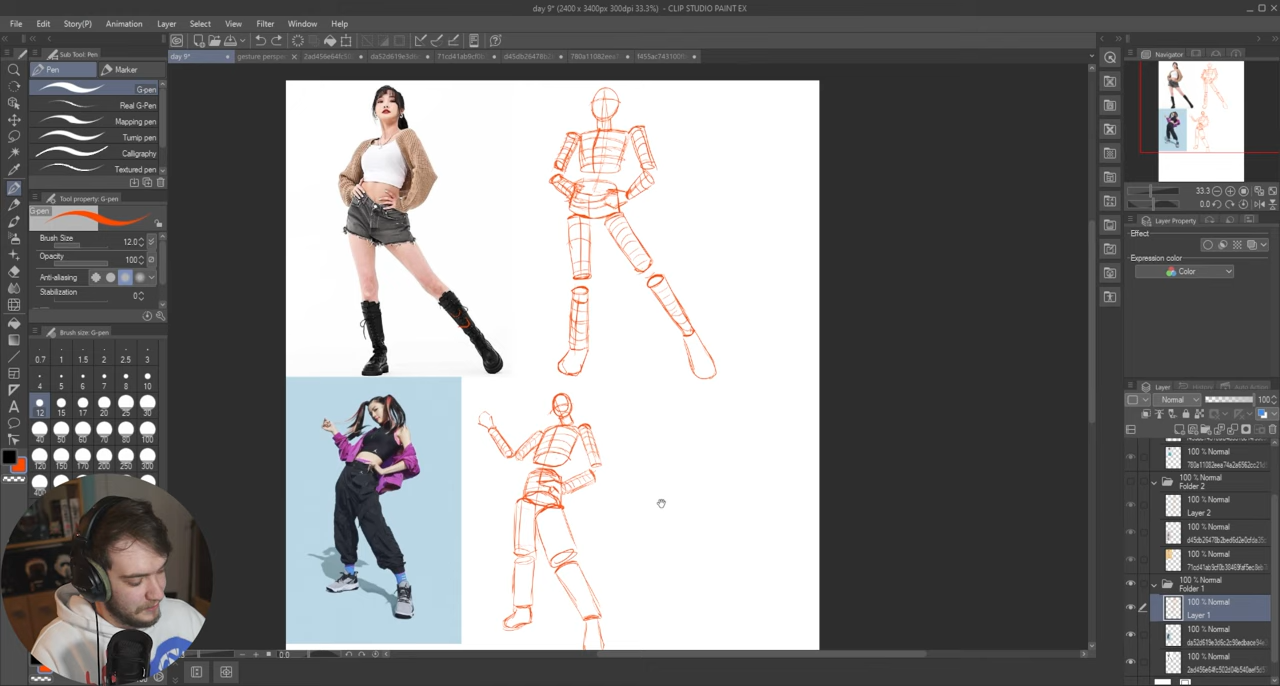 day 9* (2400 x 3400px 300dpi 33.3%) - CLIP STUDIO PAINT EX
File Edit Story(P) Animation Layer Select View Filter Window Help
Sub Tool: Pen
Pen Marker
G-pen
Real G-Pen
Mapping pen
Turnip pen
Calligraphy
Textured pen
Tool property: G-pen
G-pen
Brush Size 12.0
Opacity 100
Anti-aliasing
Stabilization 0
Brush size: G-pen
0.7 1 1.5 2 2.5 3
4 5 6 7 8 10
12 15 17 20 25 30
40 50 60 70 80 100
120 150 170 200 250 300
day 9* gesture perspe
Navigator
33.3
0.0
Layer Property
Effect
Expression color
Color
Layer History Auto Action
Normal 100
100 % Normal
100 % Normal
Folder 2
100 % Normal
Layer 2
100 % Normal
100 % Normal
100 % Normal
Folder 1
100 % Normal
Layer 1
100 % Normal
100 % Normal